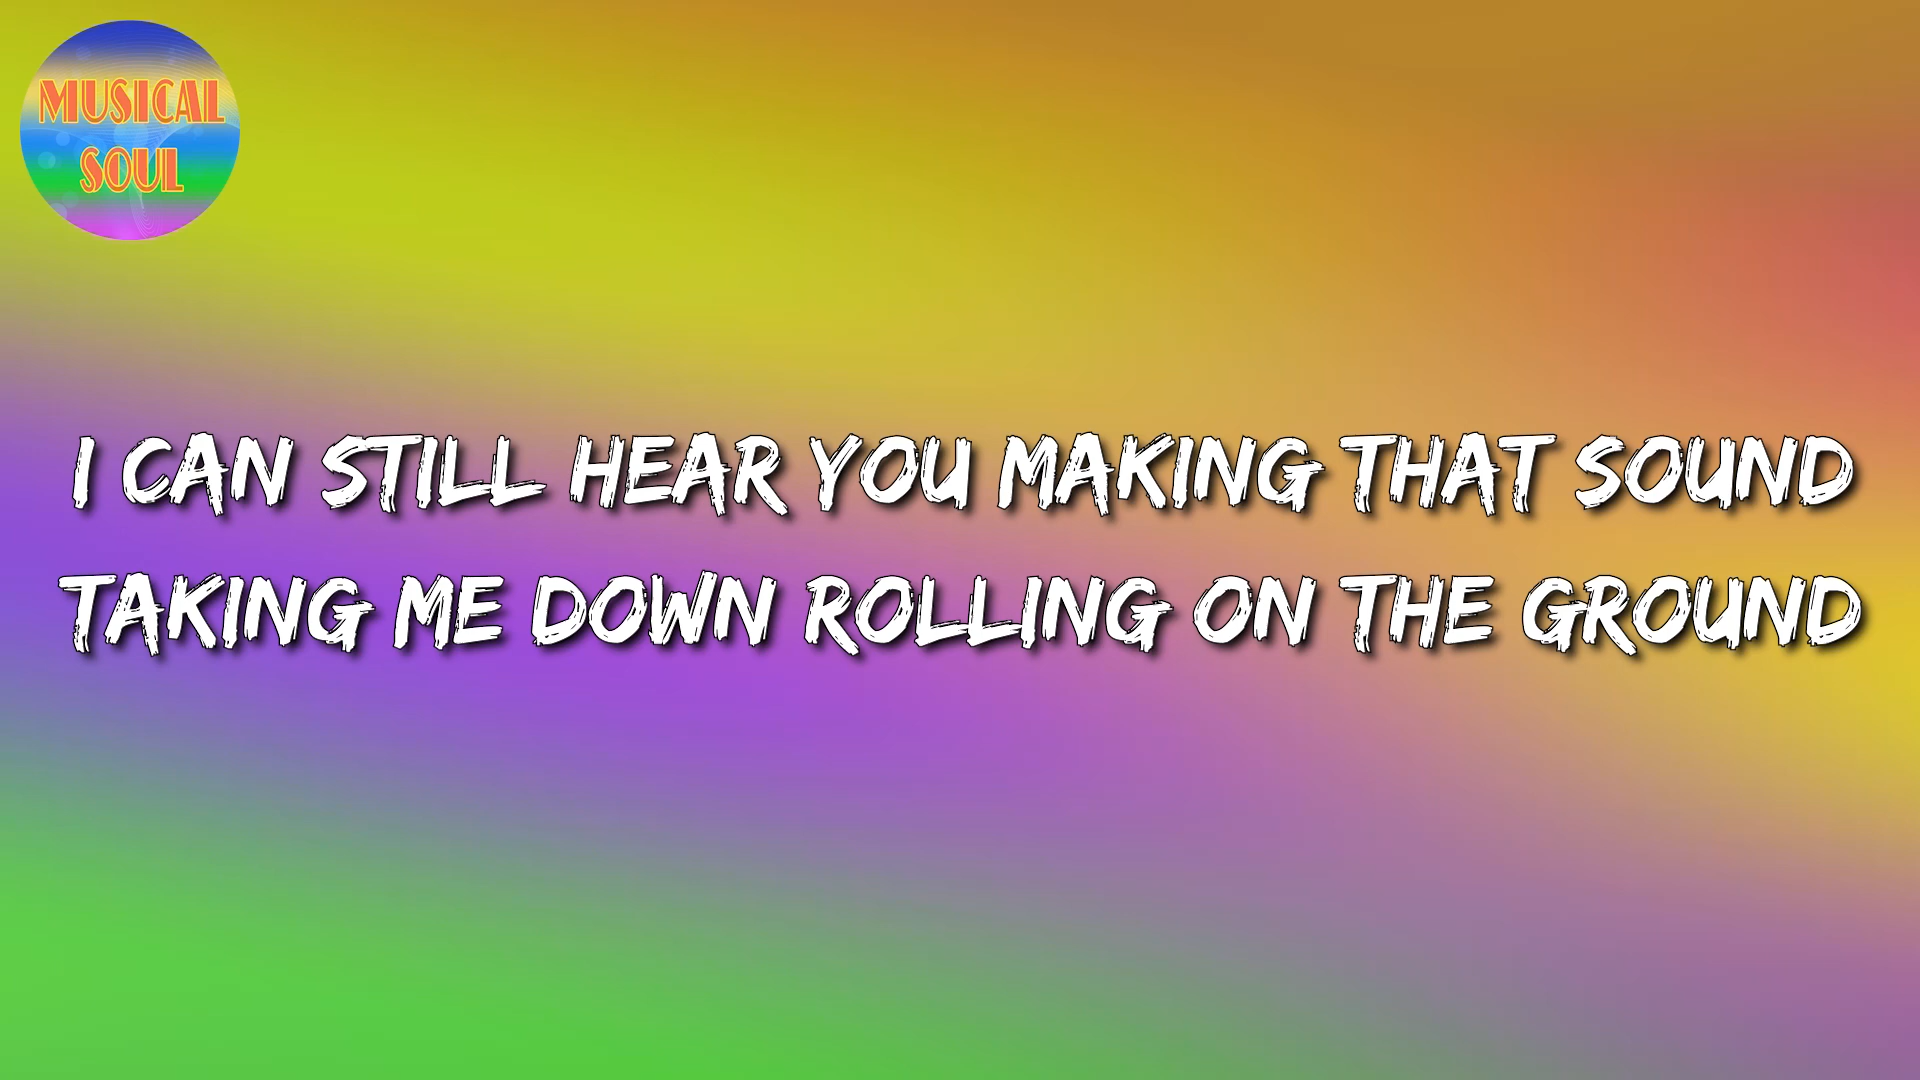 MUSICAL
SOUL
I CAN STILL HEAR YOU MAKING THAT SOUND
TAKING ME DOWN ROLLING ON THE GROUND